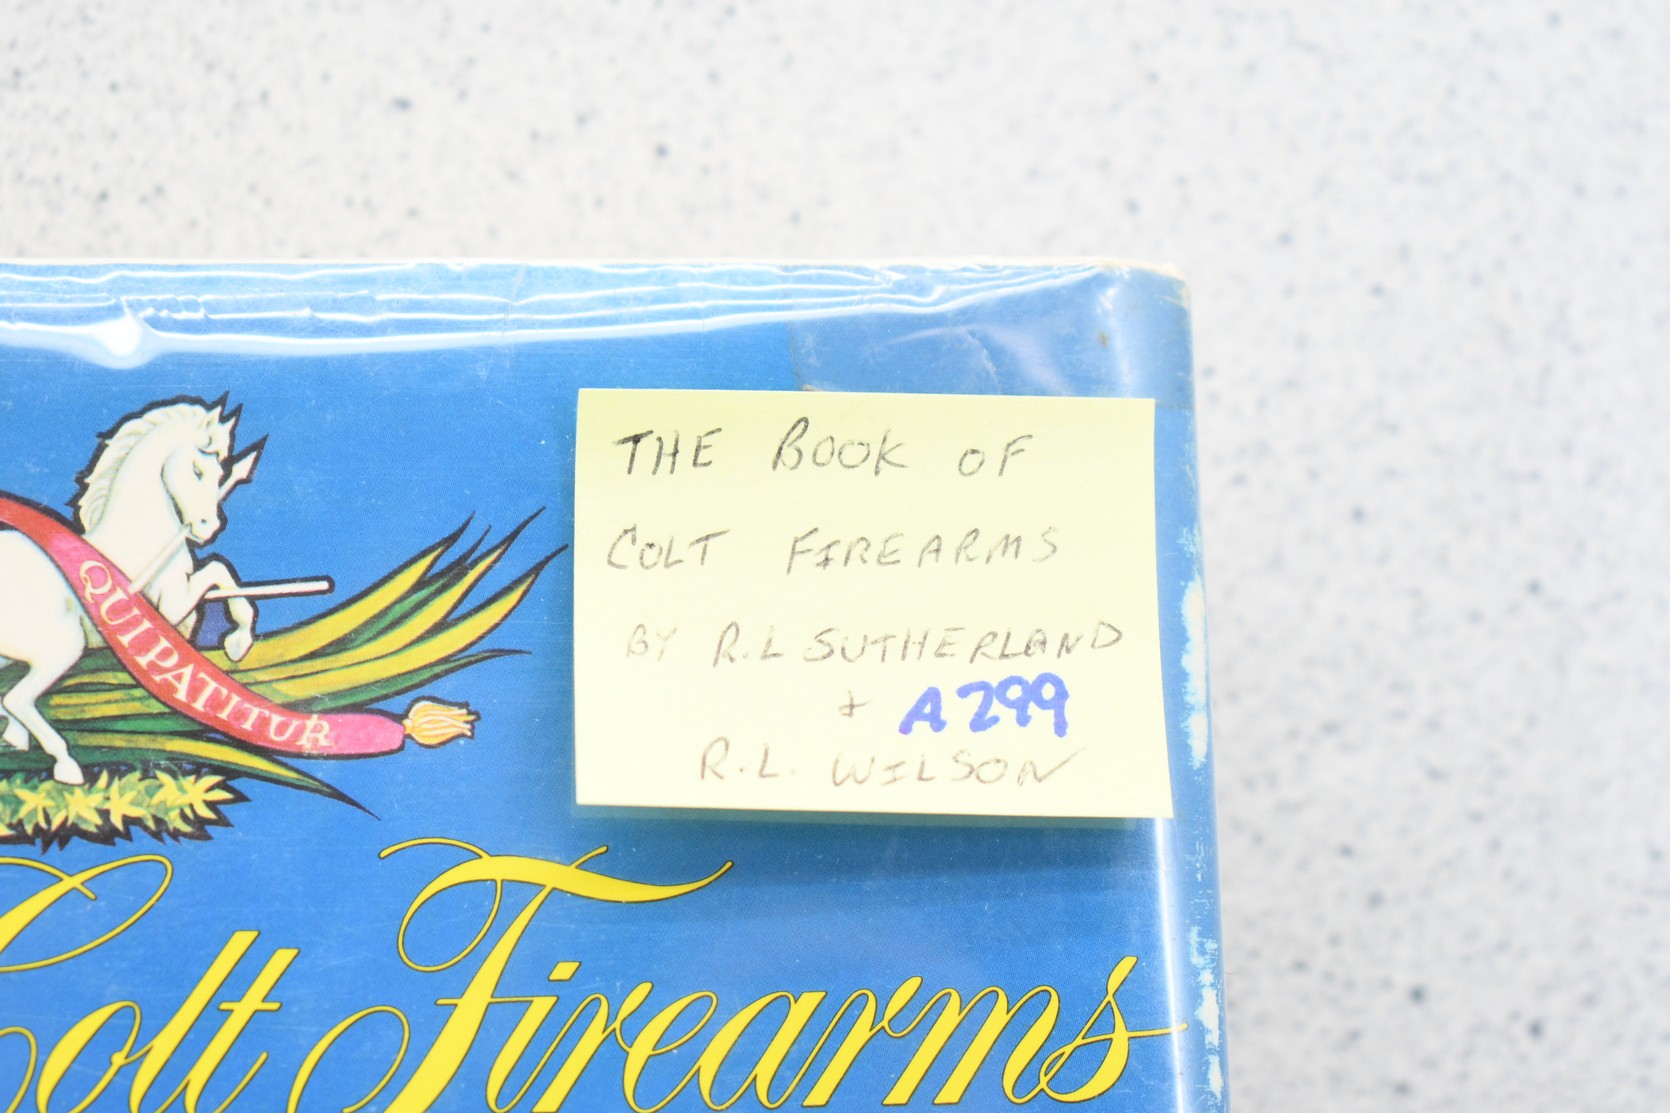 THE BOOK OF
COLT FIREARMS
BY R.L SUTHERLAND
+ A299
R.L. WILSON
QUI PATITUR
Colt Firearms